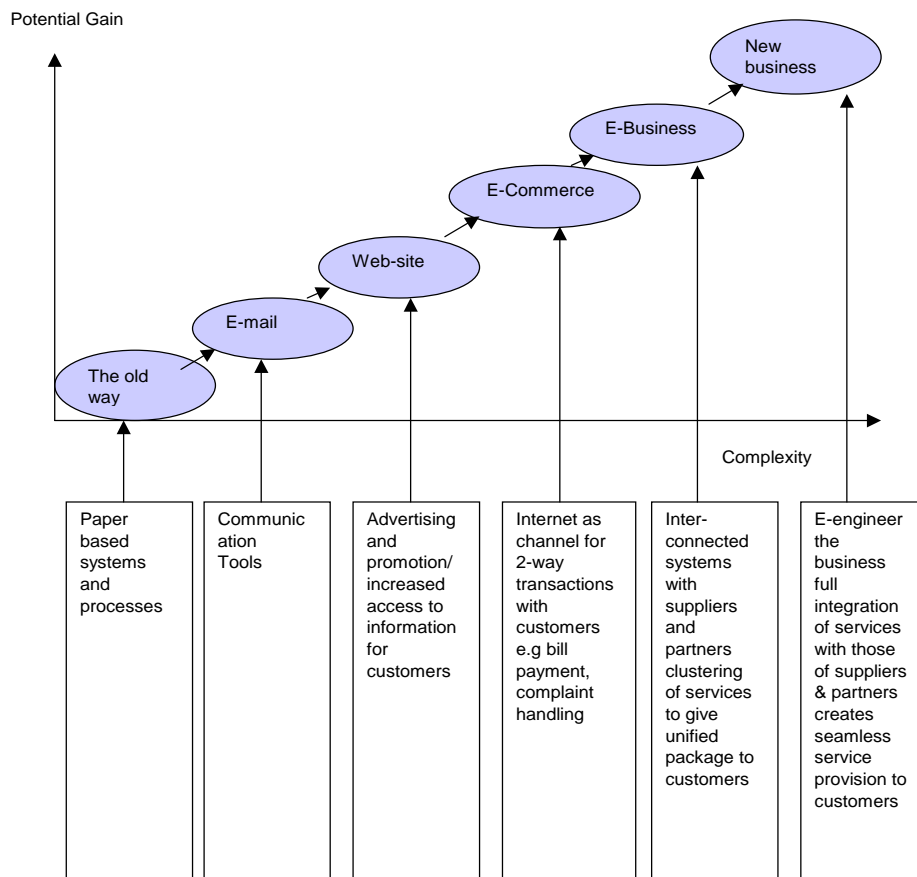 Potential Gain
New
business
E-Business
E-Commerce
Web-site
E-mail
The old
way
Complexity
Paper
based
systems
and
processes
Communic
ation
Tools
Advertising
and
promotion/
increased
access to
information
for
customers
Internet as
channel for
2-way
transactions
with
customers
e.g bill
payment,
complaint
handling
Inter-
connected
systems
with
suppliers
and
partners
clustering
of services
to give
unified
package to
customers
E-engineer
the
business
full
integration
of services
with those
of suppliers
& partners
creates
seamless
service
provision to
customers